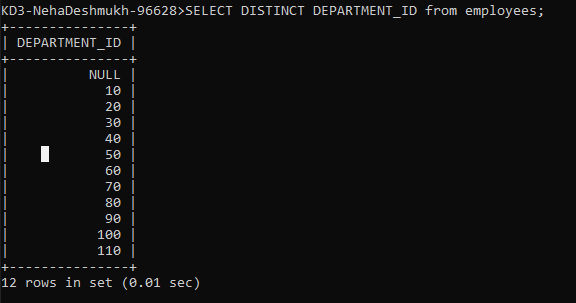 KD3-NehaDeshmukh-96628>SELECT DISTINCT DEPARTMENT_ID from employees;
+---------------+
| DEPARTMENT_ID |
+---------------+
|          NULL |
|            10 |
|            20 |
|            30 |
|            40 |
|            50 |
|            60 |
|            70 |
|            80 |
|            90 |
|           100 |
|           110 |
+---------------+
12 rows in set (0.01 sec)